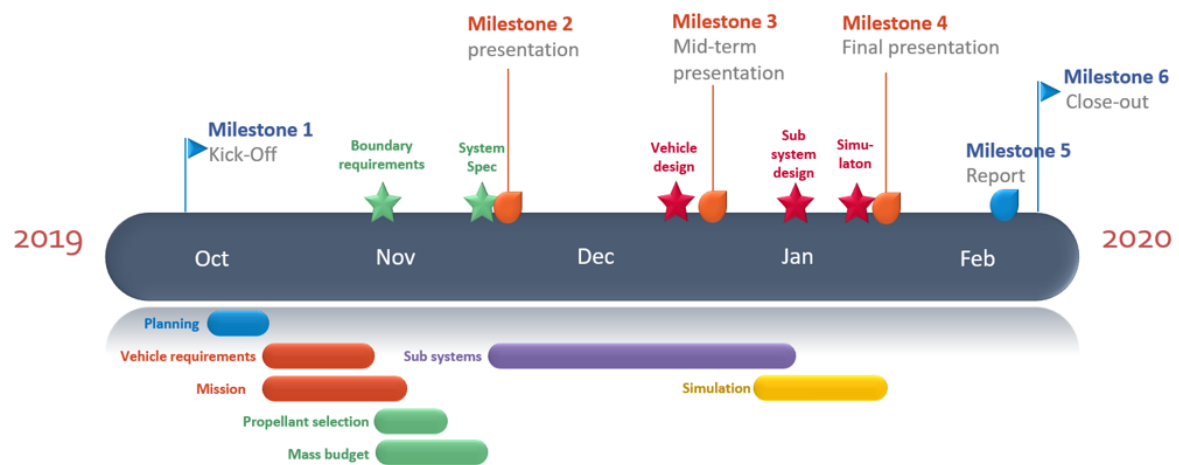 Milestone 2
presentation
Milestone 3
Mid-term
presentation
Milestone 4
Final presentation
Milestone 6
Close-out
Milestone 1
Kick-Off
Boundary
requirements
System
Spec
Vehicle
design
Sub
system
design
Simu-
laton
Milestone 5
Report
2019
Oct
Nov
Dec
Jan
Feb
2020
Planning
Vehicle requirements
Sub systems
Mission
Simulation
Propellant selection
Mass budget